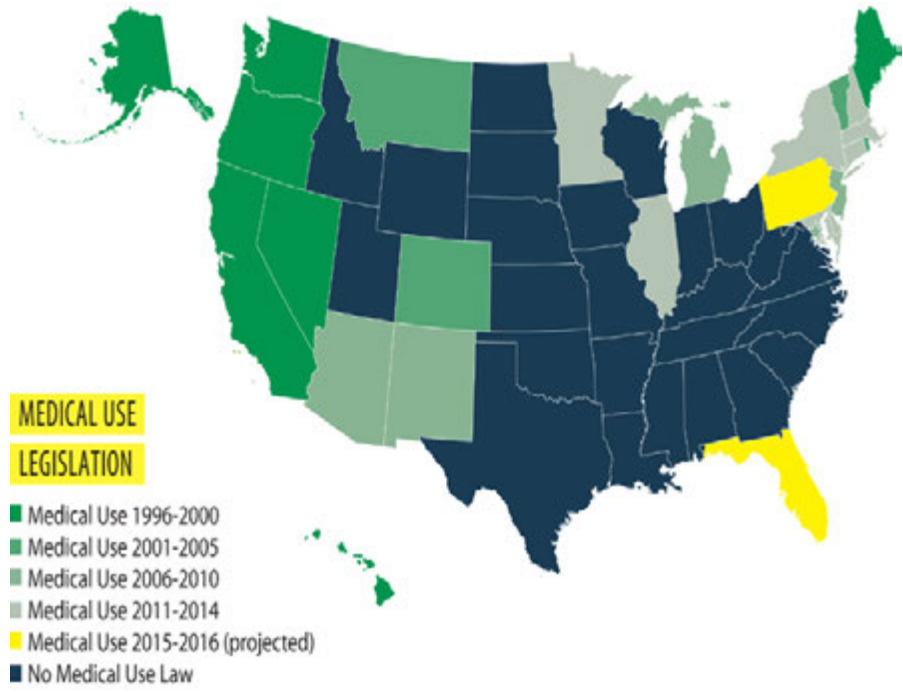 MEDICAL USE
LEGISLATION
Medical Use 1996-2000
Medical Use 2001-2005
Medical Use 2006-2010
Medical Use 2011-2014
Medical Use 2015-2016 (projected)
No Medical Use Law